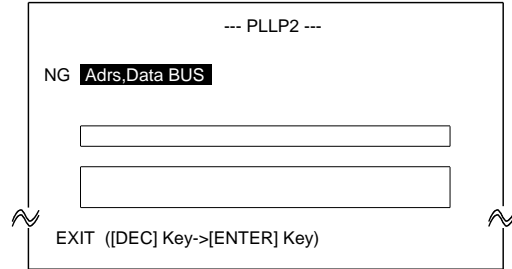 --- PLLP2 ---
NG Adrs,Data BUS
EXIT ([DEC] Key->[ENTER] Key)